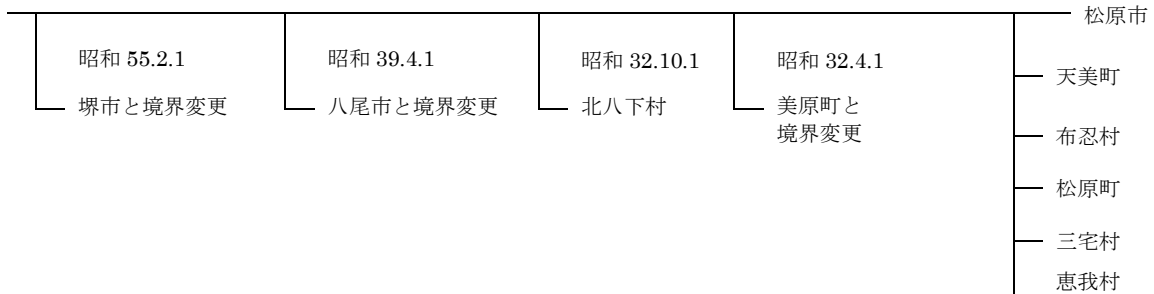 松原市
昭和 55.2.1
堺市と境界変更
昭和 39.4.1
八尾市と境界変更
昭和 32.10.1
北八下村
昭和 32.4.1
美原町と
境界変更
天美町
布忍村
松原町
三宅村
恵我村